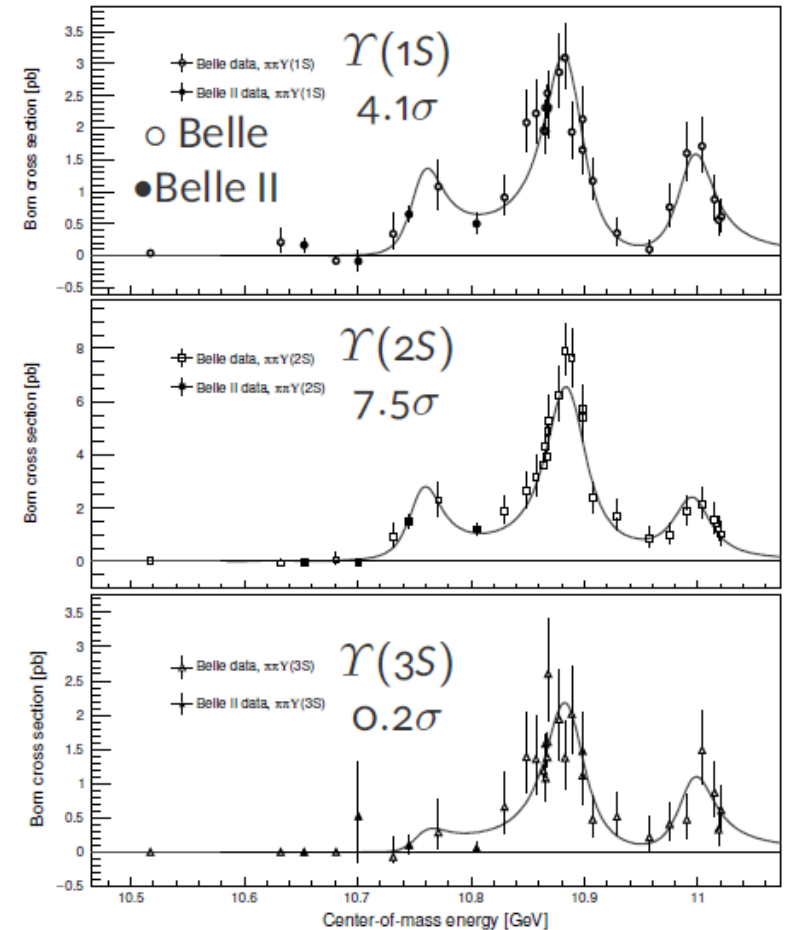 Born cross section [pb]
3.5
3
2.5
2
1.5
1
0.5
0
−0.5
Belle data, ππΥ(1S)
Belle II data, ππΥ(1S)
ϒ(1S)
4.1σ
○ Belle
●Belle II
Born cross section [pb]
8
6
4
2
0
Belle data, ππΥ(2S)
Belle II data, ππΥ(2S)
ϒ(2S)
7.5σ
Born cross section [pb]
3.5
3
2.5
2
1.5
1
0.5
0
−0.5
Belle data, ππΥ(3S)
Belle II data, ππΥ(3S)
ϒ(3S)
0.2σ
10.5 10.6 10.7 10.8 10.9 11
Center-of-mass energy [GeV]